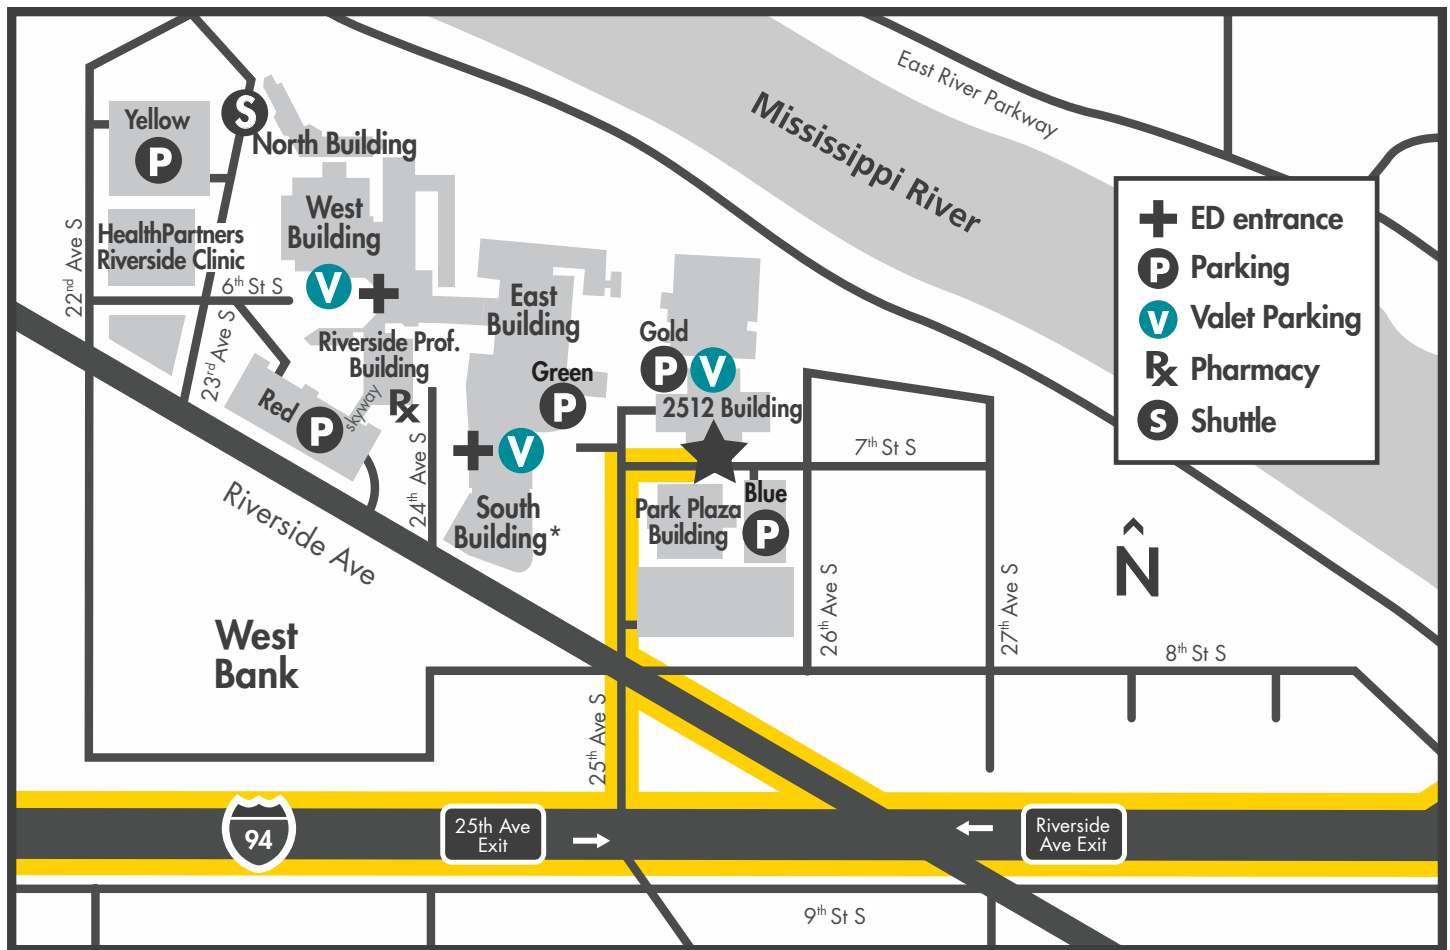 East River Parkway
Mississippi River
Yellow
P
S
North Building
West
Building
HealthPartners
Riverside Clinic
22nd Ave S
6th St S
V
23rd Ave S
East
Building
Riverside Prof.
Building
Green
P
Gold
P
V
2512 Building
Red
P
skyway
Rx
24th Ave S
V
7th St S
South
Building*
Park Plaza
Building
Blue
P
Riverside Ave
West
Bank
25th Ave S
26th Ave S
27th Ave S
8th St S
N
ED entrance
P Parking
V Valet Parking
Rx Pharmacy
S Shuttle
94
25th Ave
Exit
Riverside
Ave Exit
9th St S